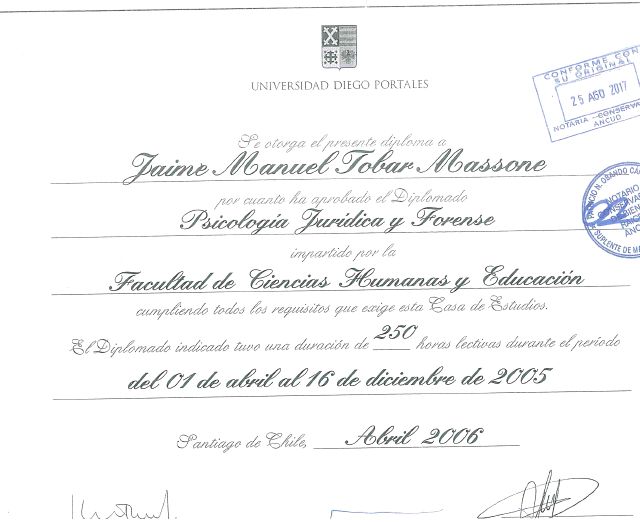 UNIVERSIDAD DIEGO PORTALES
CONFORME CON
SU ORIGINAL
25 AGO 2017
NOTARIA - CONSERVA
ANCUD
Se otorga el presente diploma a
Jaime Manuel Tobar Massone
por cuanto ha aprobado el Diplomado
Psicología Jurídica y Forense
impartido por la
Facultad de Ciencias Humanas y Educación
cumpliendo todos los requisitos que exige esta Casa de Estudios.
El Diplomado indicado tuvo una duración de 250 horas lectivas durante el período
del 01 de abril al 16 de diciembre de 2005
Santiago de Chile, Abril 2006
NOTARIO
SUPLENTE DE